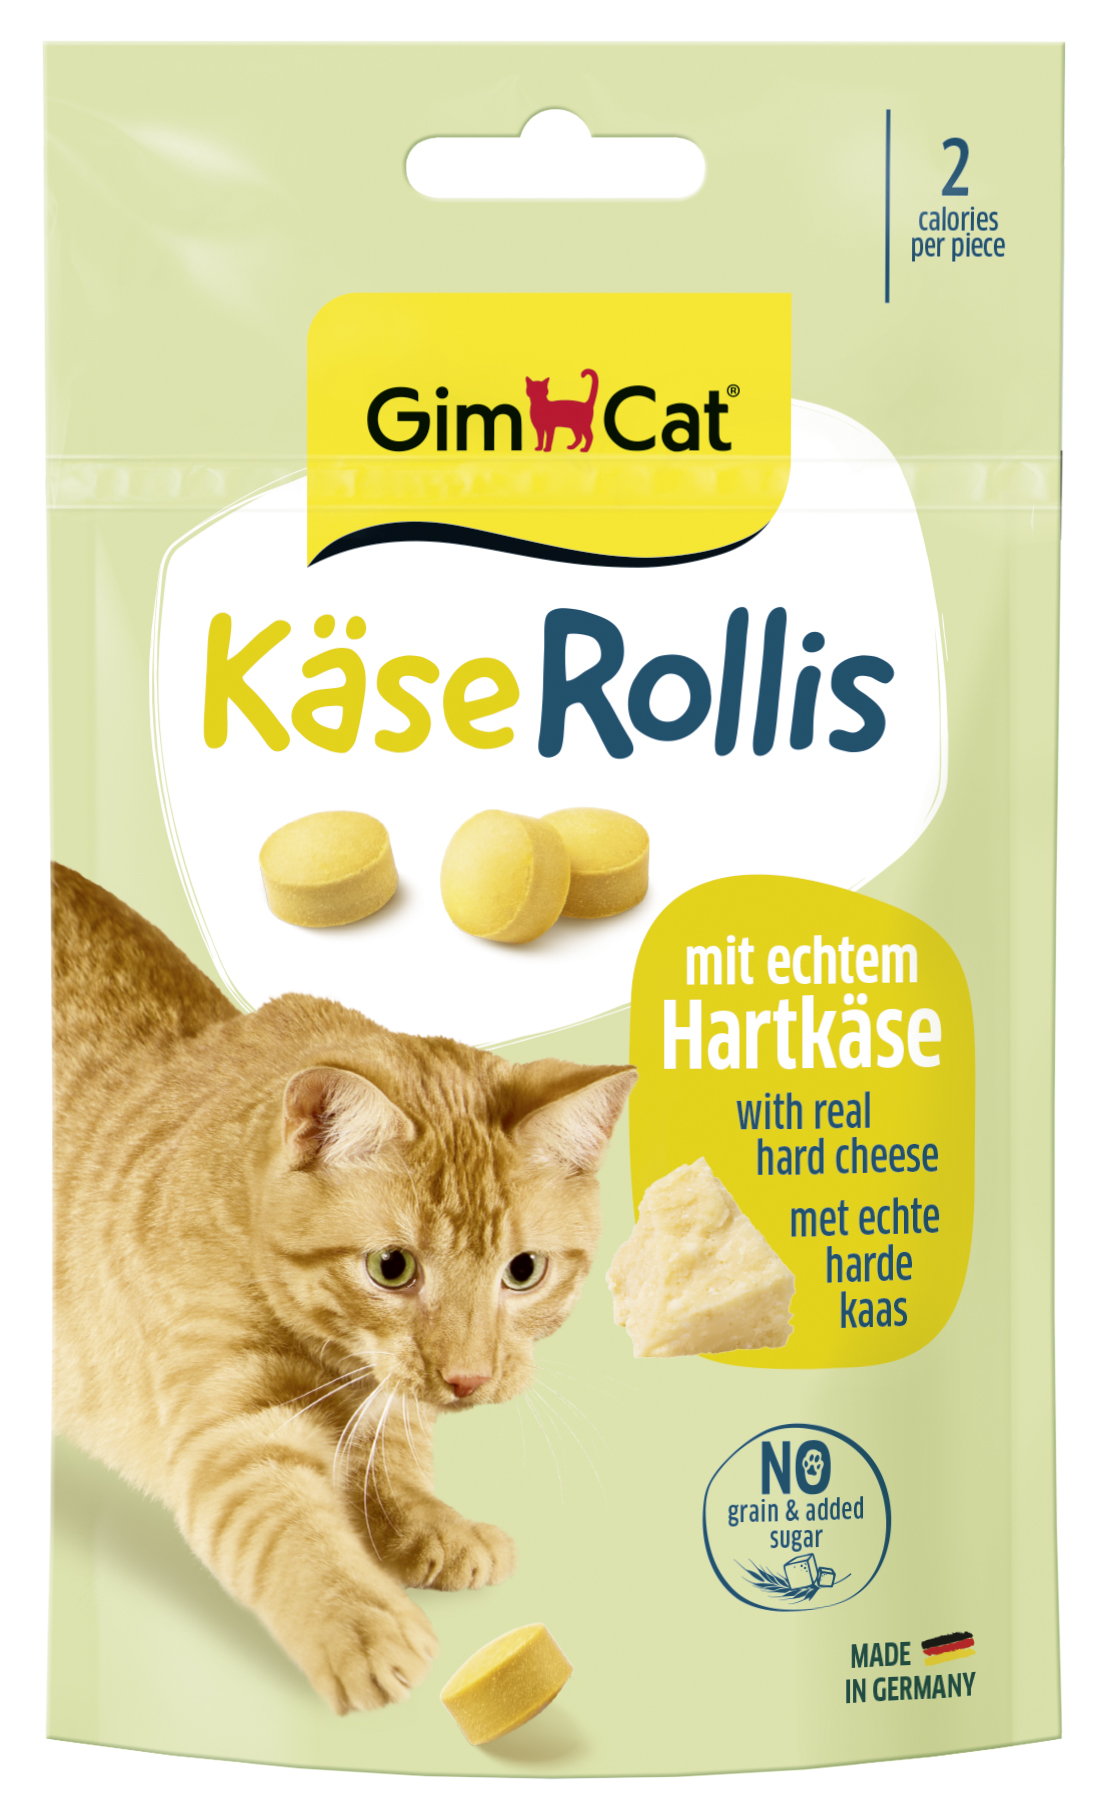 2
calories
per piece
GimCat®
KäseRollis
mit echtem
Hartkäse
with real
hard cheese
met echte
harde
kaas
NO
grain & added
sugar
MADE
IN GERMANY